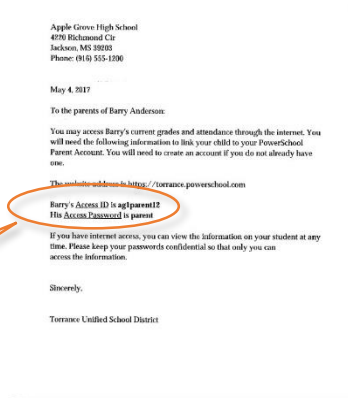 Apple Grove High School
4220 Richmond Cir
Jackson, MS 39203
Phone: (916) 555-1200
May 4, 2017
To the parents of Barry Anderson:
You may access Barry's current grades and attendance through the internet. You
will need the following information to link your child to your PowerSchool
Parent Account. You will need to create an account if you do not already have
one.
The website address is https://torrance.powerschool.com
Barry's Access ID is ag1parent12
His Access Password is parent
If you have internet access, you can view the information on your student at any
time. Please keep your passwords confidential so that only you can
access the information.
Sincerely,
Torrance Unified School District